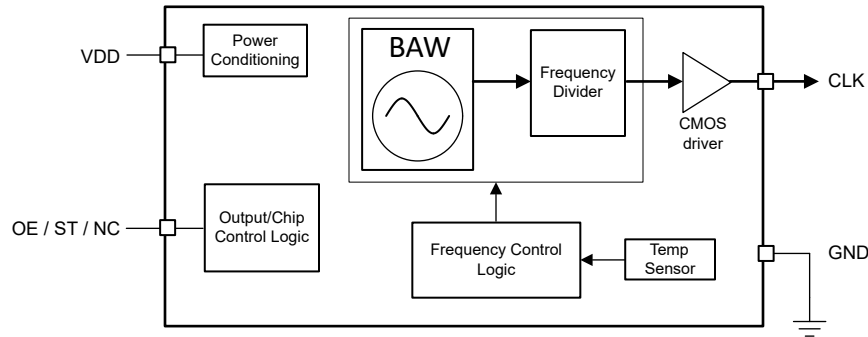 VDD
Power
Conditioning
BAW
Frequency
Divider
CMOS
driver
CLK
OE / ST / NC
Output/Chip
Control Logic
Frequency Control
Logic
Temp
Sensor
GND